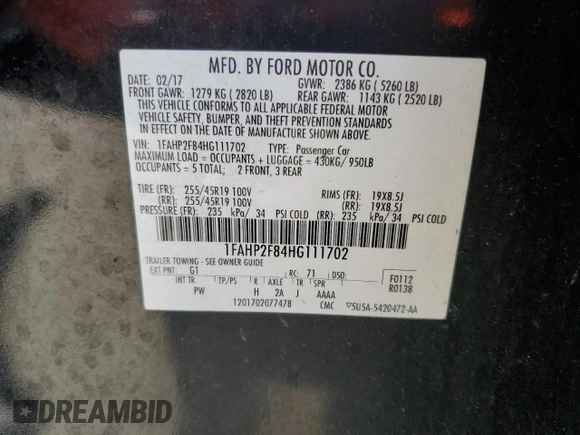 MFD. BY FORD MOTOR CO.
DATE: 02/17 GVWR: 2386 KG ( 5260 LB)
FRONT GAWR: 1279 KG ( 2820 LB) REAR GAWR: 1143 KG ( 2520 LB)
THIS VEHICLE CONFORMS TO ALL APPLICABLE FEDERAL MOTOR
VEHICLE SAFETY, BUMPER, AND THEFT PREVENTION STANDARDS
IN EFFECT ON THE DATE OF MANUFACTURE SHOWN ABOVE.
VIN: 1FAHP2F84HG111702 TYPE: Passenger Car
MAXIMUM LOAD = OCCUPANTS + LUGGAGE = 430KG/ 950LB
OCCUPANTS = 5 TOTAL; 2 FRONT, 3 REAR
TIRE (FR): 255/45R19 100V RIMS (FR): 19X8.5J
(RR): 255/45R19 100V (RR): 19X8.5J
PRESSURE (FR): 235 kPa/ 34 PSI COLD (RR): 235 kPa/ 34 PSI COLD
1FAHP2F84HG111702
TRAILER TOWING - SEE OWNER GUIDE
EXT PNT: G1 RC: 71 DSO: F0112
INT TR TP/PS R AXLE TR SPR R0138
PW H 2 J AAAA
1201702077478 CMC ▽5U5A-5420472-AA
DREAMBID